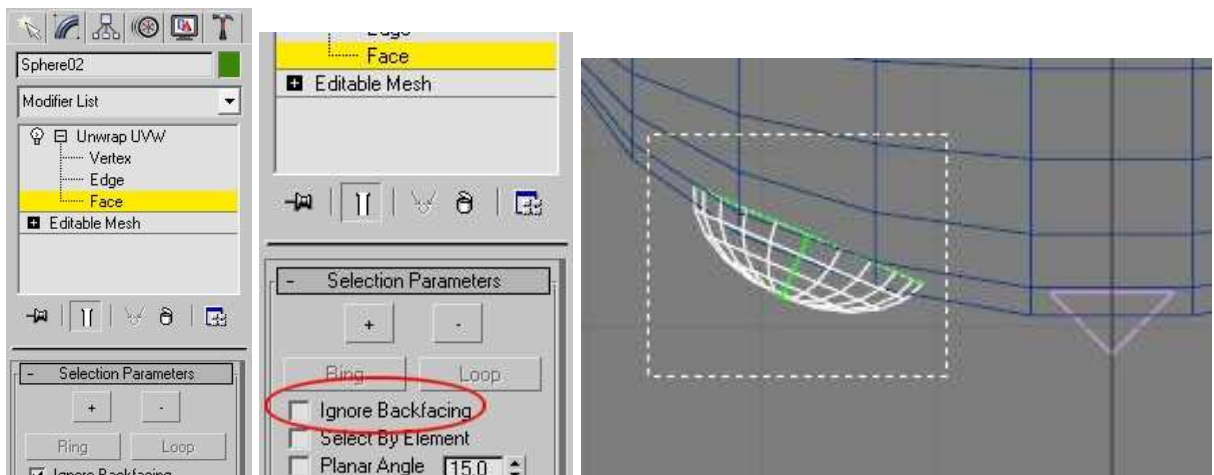 Sphere02
Modifier List
Unwrap UVW
Vertex
Edge
Face
Editable Mesh
Selection Parameters
+
-
Ring
Loop
Ignore Backfacing
Edge
Face
Editable Mesh
- Selection Parameters
+
-
Ring
Loop
Ignore Backfacing
Select By Element
Planar Angle 15.0